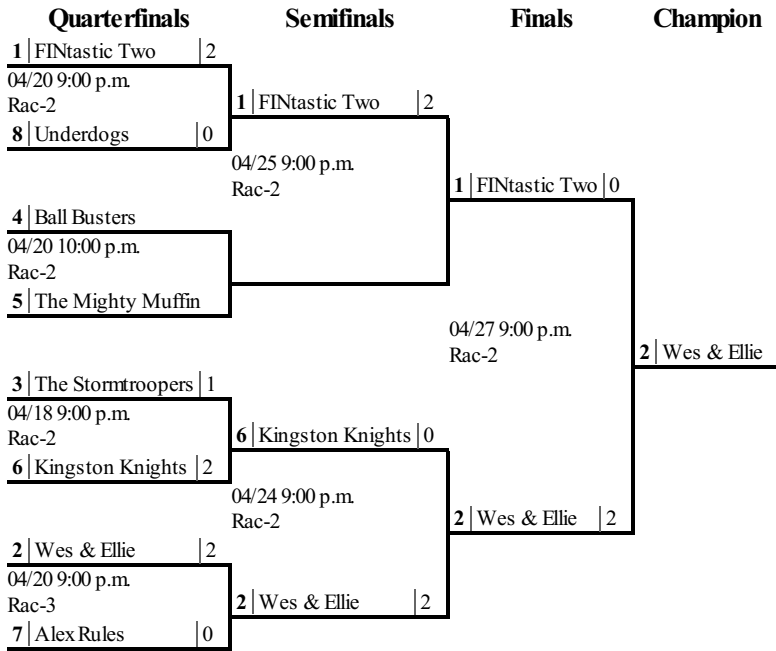 Quarterfinals Semifinals Finals Champion
1 FINtastic Two 2
04/20 9:00 p.m.
Rac-2
8 Underdogs 0
1 FINtastic Two 2
04/25 9:00 p.m.
Rac-2
4 Ball Busters
04/20 10:00 p.m.
Rac-2
5 The Mighty Muffin
1 FINtastic Two 0
04/27 9:00 p.m.
Rac-2
2 Wes & Ellie
3 The Stormtroopers 1
04/18 9:00 p.m.
Rac-2
6 Kingston Knights 2
6 Kingston Knights 0
04/24 9:00 p.m.
Rac-2
2 Wes & Ellie 2
2 Wes & Ellie 2
04/20 9:00 p.m.
Rac-3
7 Alex Rules 0
2 Wes & Ellie 2